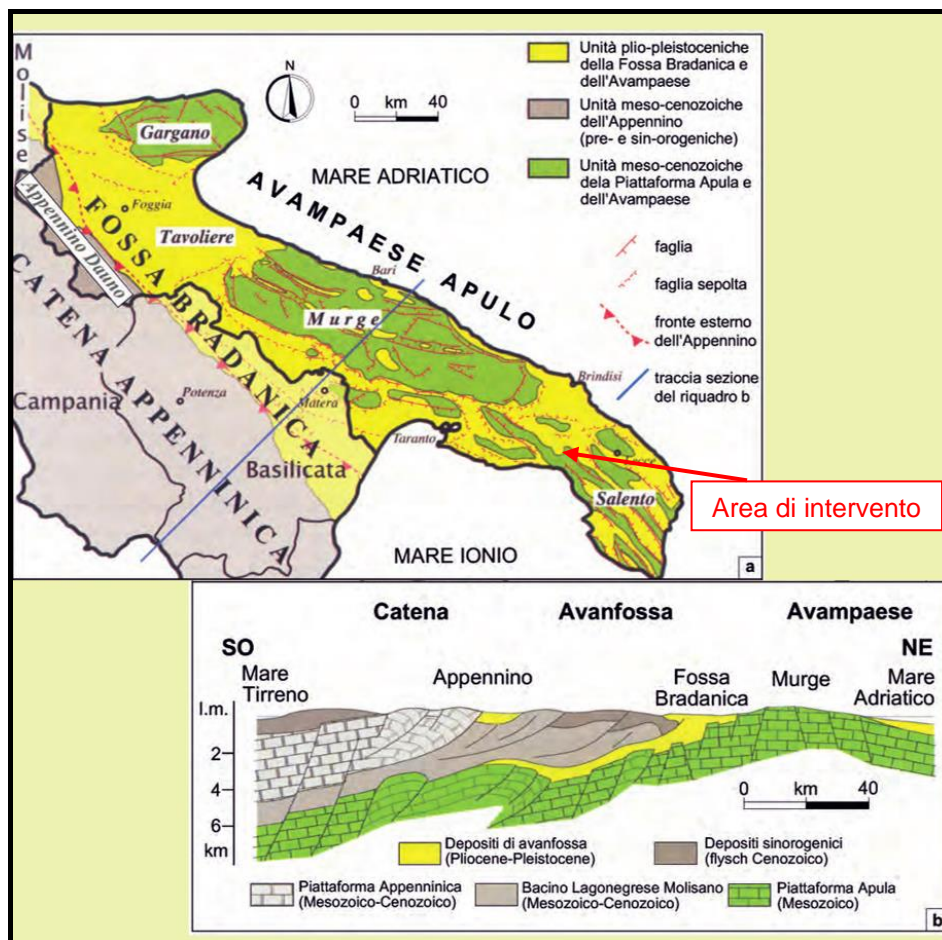 Molise
Unità plio-pleistoceniche
della Fossa Bradanica e
dell'Avampaese
Unità meso-cenozoiche
dell'Appennino
(pre- e sin-orogeniche)
Unità meso-cenozoiche
dela Piattaforma Apula e
dell'Avampaese
faglia
faglia sepolta
fronte esterno
dell'Appennino
traccia sezione
del riquadro b
N
0 km 40
Gargano
MARE ADRIATICO
AVAMPAESE APULO
Foggia
Appennino Dauno
Tavoliere
FOSSA BRADANICA
CATENA APPENNINICA
Bari
Murge
Brindisi
Potenza
Matera
Campania
Taranto
Basilicata
Salento
Area di intervento
MARE IONIO
a
Catena Avanfossa Avampaese
SO NE
Mare
Tirreno
Appennino
Fossa
Bradanica
Murge
Mare
Adriatico
l.m.
2
4
6
km
0 km 40
Depositi di avanfossa
(Pliocene-Pleistocene)
Depositi sinorogenici
(flysch Cenozoico)
Piattaforma Appenninica
(Mesozoico-Cenozoico)
Bacino Lagonegrese Molisano
(Mesozoico-Cenozoico)
Piattaforma Apula
(Mesozoico)
b